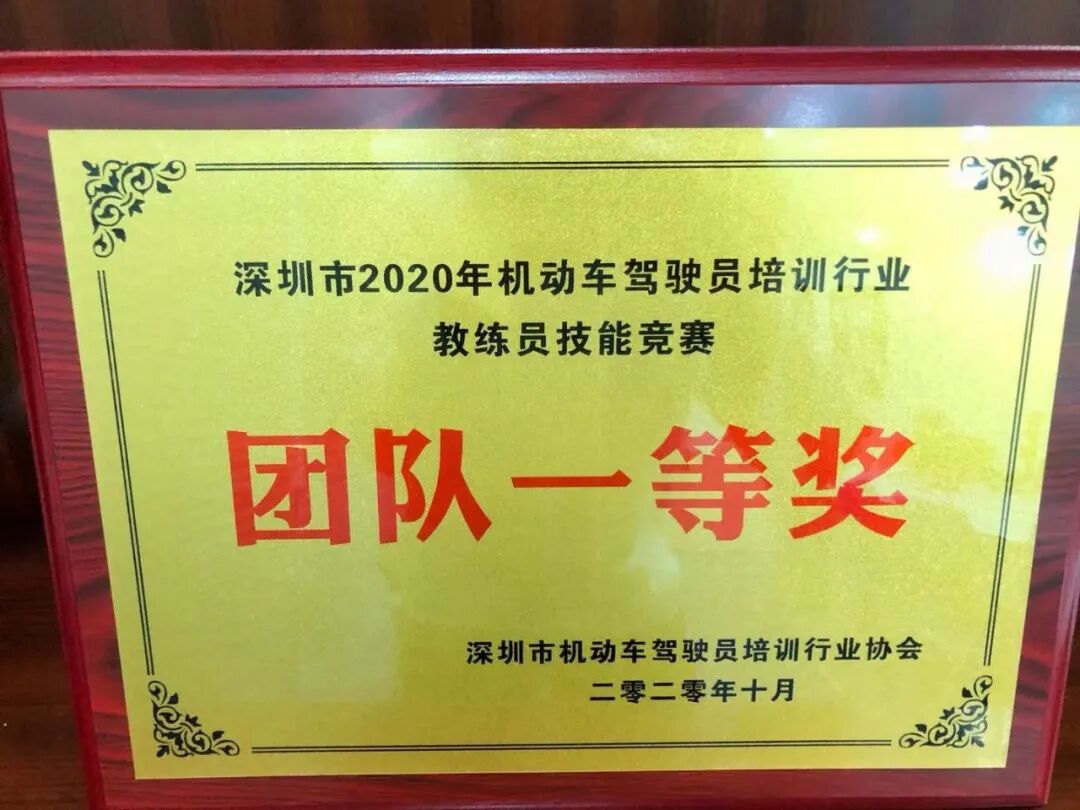 深圳市2020年机动车驾驶员培训行业
教练员技能竞赛
团队一等奖
深圳市机动车驾驶员培训行业协会
二零二零年十月